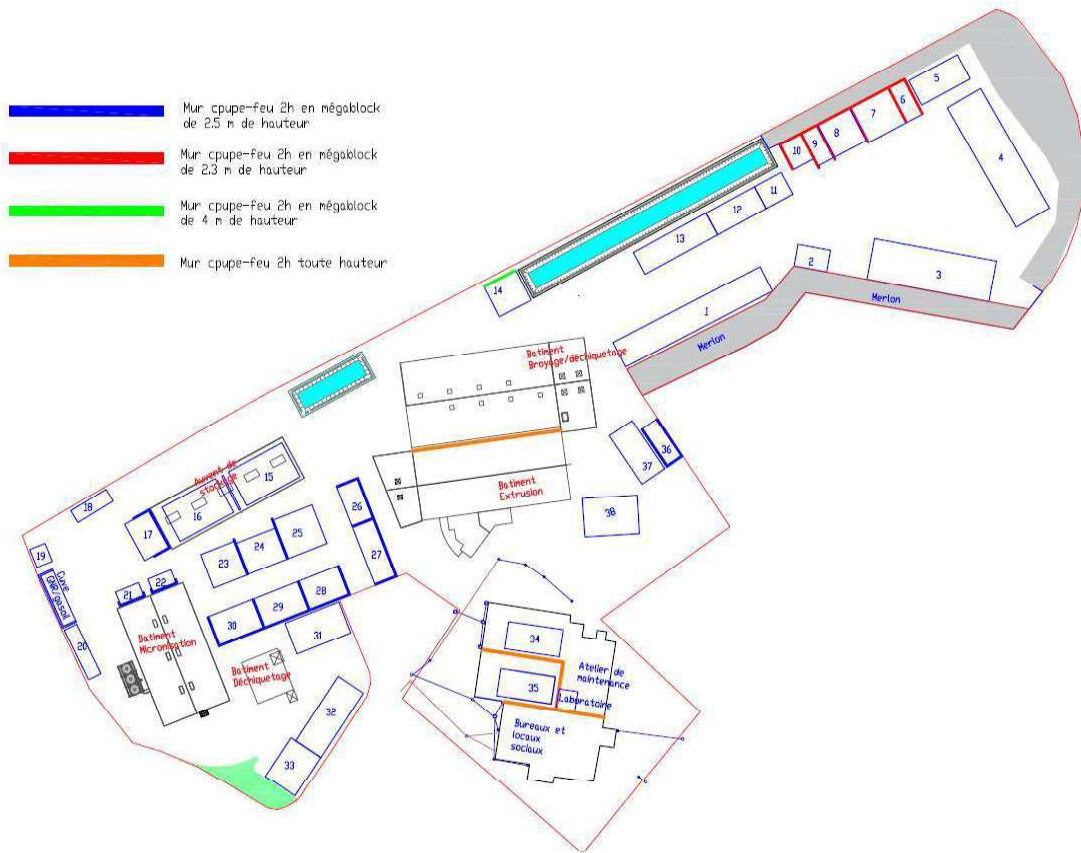 Mur cpupe-feu 2h en mégablock
de 2.5 m de hauteur
Mur cpupe-feu 2h en mégablock
de 2.3 m de hauteur
Mur cpupe-feu 2h en mégablock
de 4 m de hauteur
Mur cpupe-feu 2h toute hauteur
5
6
7
8
9
10
4
11
12
13
2
3
14
Merlon
1
Merlon
Batiment
Broyage/déchiquetage
36
37
Auvent de
stockage
15
16
Batiment
Extrusion
18
17
26
38
25
24
23
27
19
Cuve
GNR/gasoil
22
21
28
29
30
20
31
Batiment
Micronisation
34
Batiment
Déchiquetage
Atelier de
maintenance
35
Laboratoire
32
Bureaux et
locaux
sociaux
33